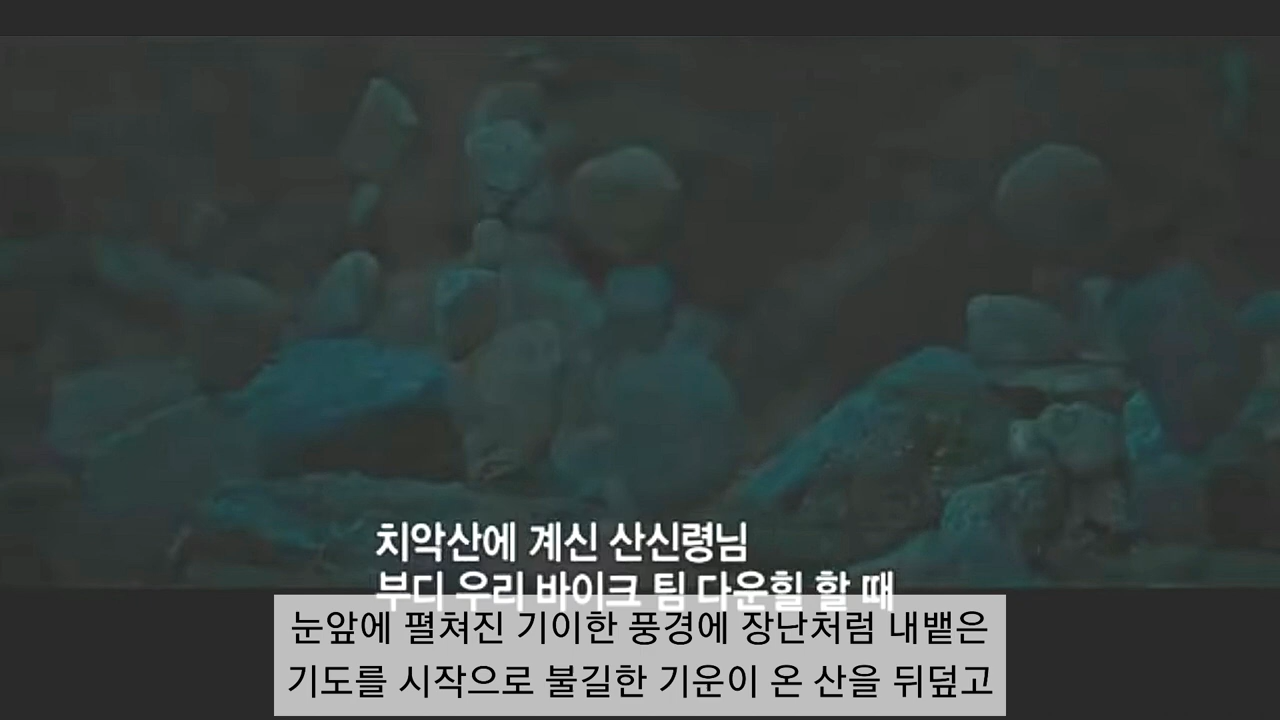 치악산에 계신 산신령님
부디 우리 바이크 팀 다운힐 할 때
눈앞에 펼쳐진 기이한 풍경에 장난처럼 내뱉은
기도를 시작으로 불길한 기운이 온 산을 뒤덮고